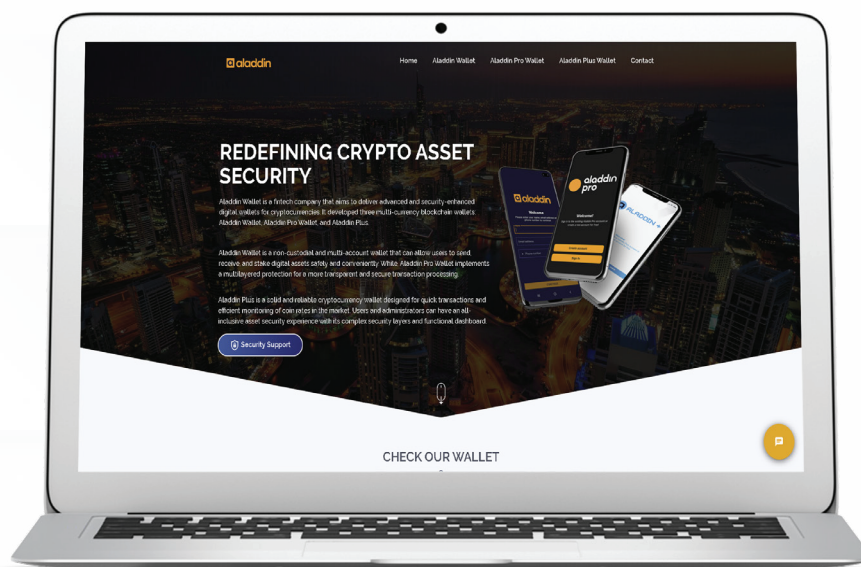 aladdin
Home Aladdin Wallet Aladdin Pro Wallet Aladdin Plus Wallet Contact
REDEFINING CRYPTO ASSET
SECURITY
Aladdin Wallet is a fintech company that aims to deliver advanced and security-enhanced
digital wallets for cryptocurrencies. It developed three multi-currency blockchain wallets:
Aladdin Wallet, Aladdin Pro Wallet, and Aladdin Plus.
Aladdin Wallet is a non-custodial and multi-account wallet that can allow users to send,
receive, and stake digital assets safely and conveniently. While, Aladdin Pro Wallet implements
a multilayered protection for a more transparent and secure transaction processing.
Aladdin Plus is a solid and reliable cryptocurrency wallet designed for quick transactions and
efficient monitoring of coin rates in the market. Users and administrators can have an all-
inclusive asset security experience with its complex security layers and functional dashboard.
Security Support
aladdin
Welcome
aladdin
pro
Welcome!
ALADDIN +
CHECK OUR WALLET